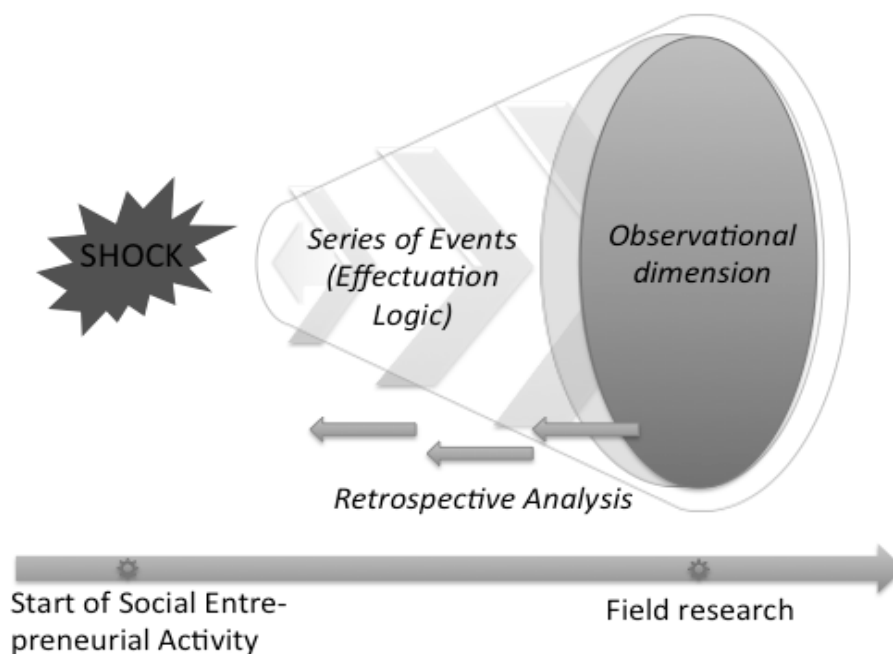 SHOCK
Series of Events
(Effectuation
Logic)
Observational
dimension
Retrospective Analysis
Start of Social Entre-
preneurial Activity
Field research